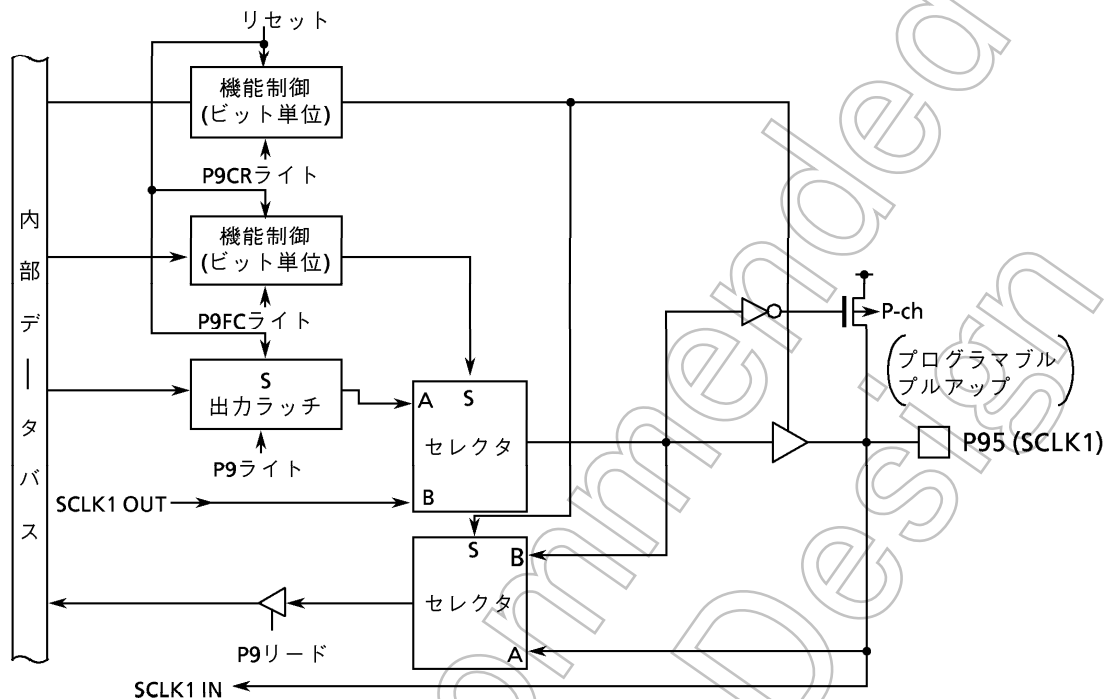 リセット
機能制御
(ビット単位)
P9CRライト
機能制御
(ビット単位)
P9FCライト
S
出力ラッチ
P9ライト
内部データバス
SCLK1 OUT
A
S
セレクタ
B
S
B
セレクタ
A
P9リード
SCLK1 IN
P-ch
(プログラマブル
プルアップ)
P95 (SCLK1)
ommended
Design